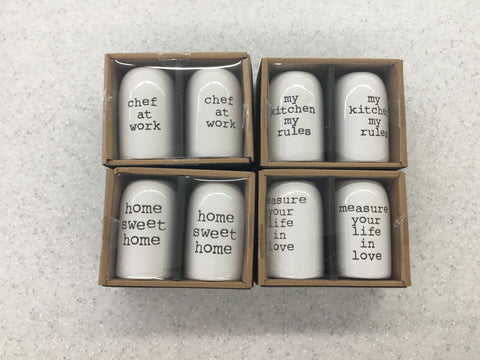 chef
at
work
chef
at
work
my
kitchen
my
rules
my
kitchen
my
rules
home
sweet
home
home
sweet
home
measure
your
life
in
love
measure
your
life
in
love